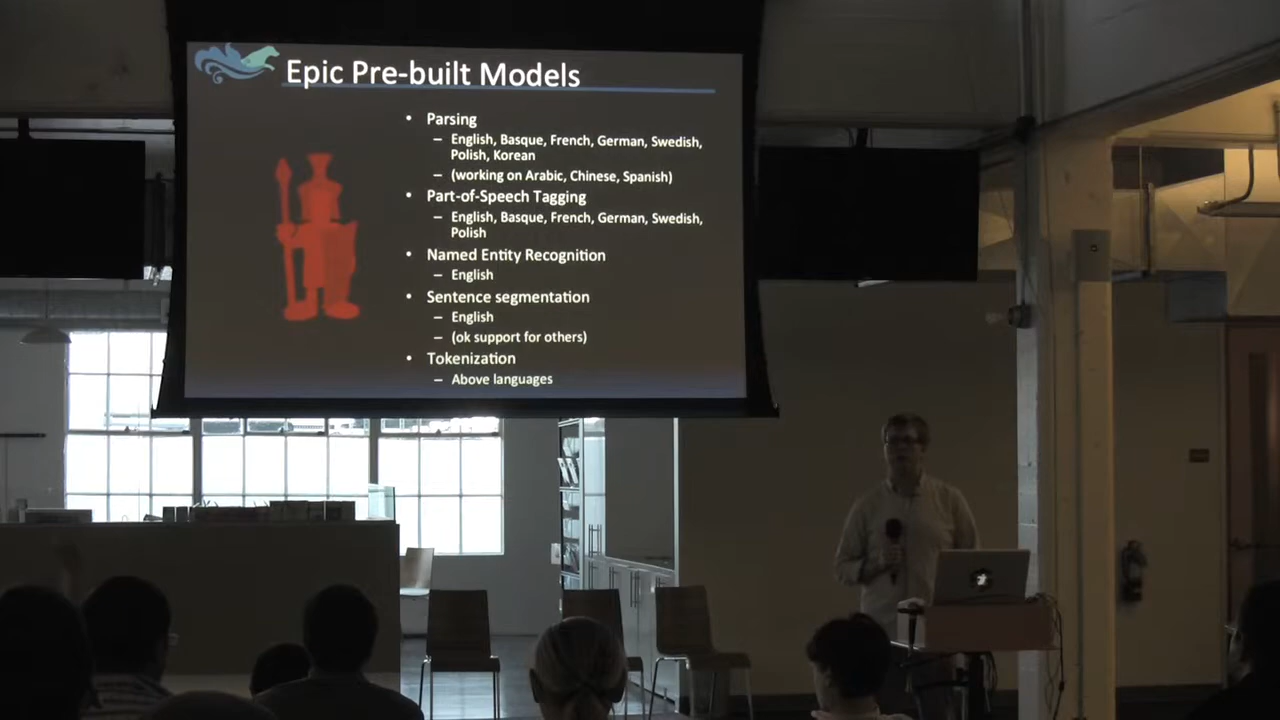 Epic Pre-built Models
• Parsing
– English, Basque, French, German, Swedish,
Polish, Korean
– (working on Arabic, Chinese, Spanish)
• Part-of-Speech Tagging
– English, Basque, French, German, Swedish,
Polish
• Named Entity Recognition
– English
• Sentence segmentation
– English
– (ok support for others)
• Tokenization
– Above languages